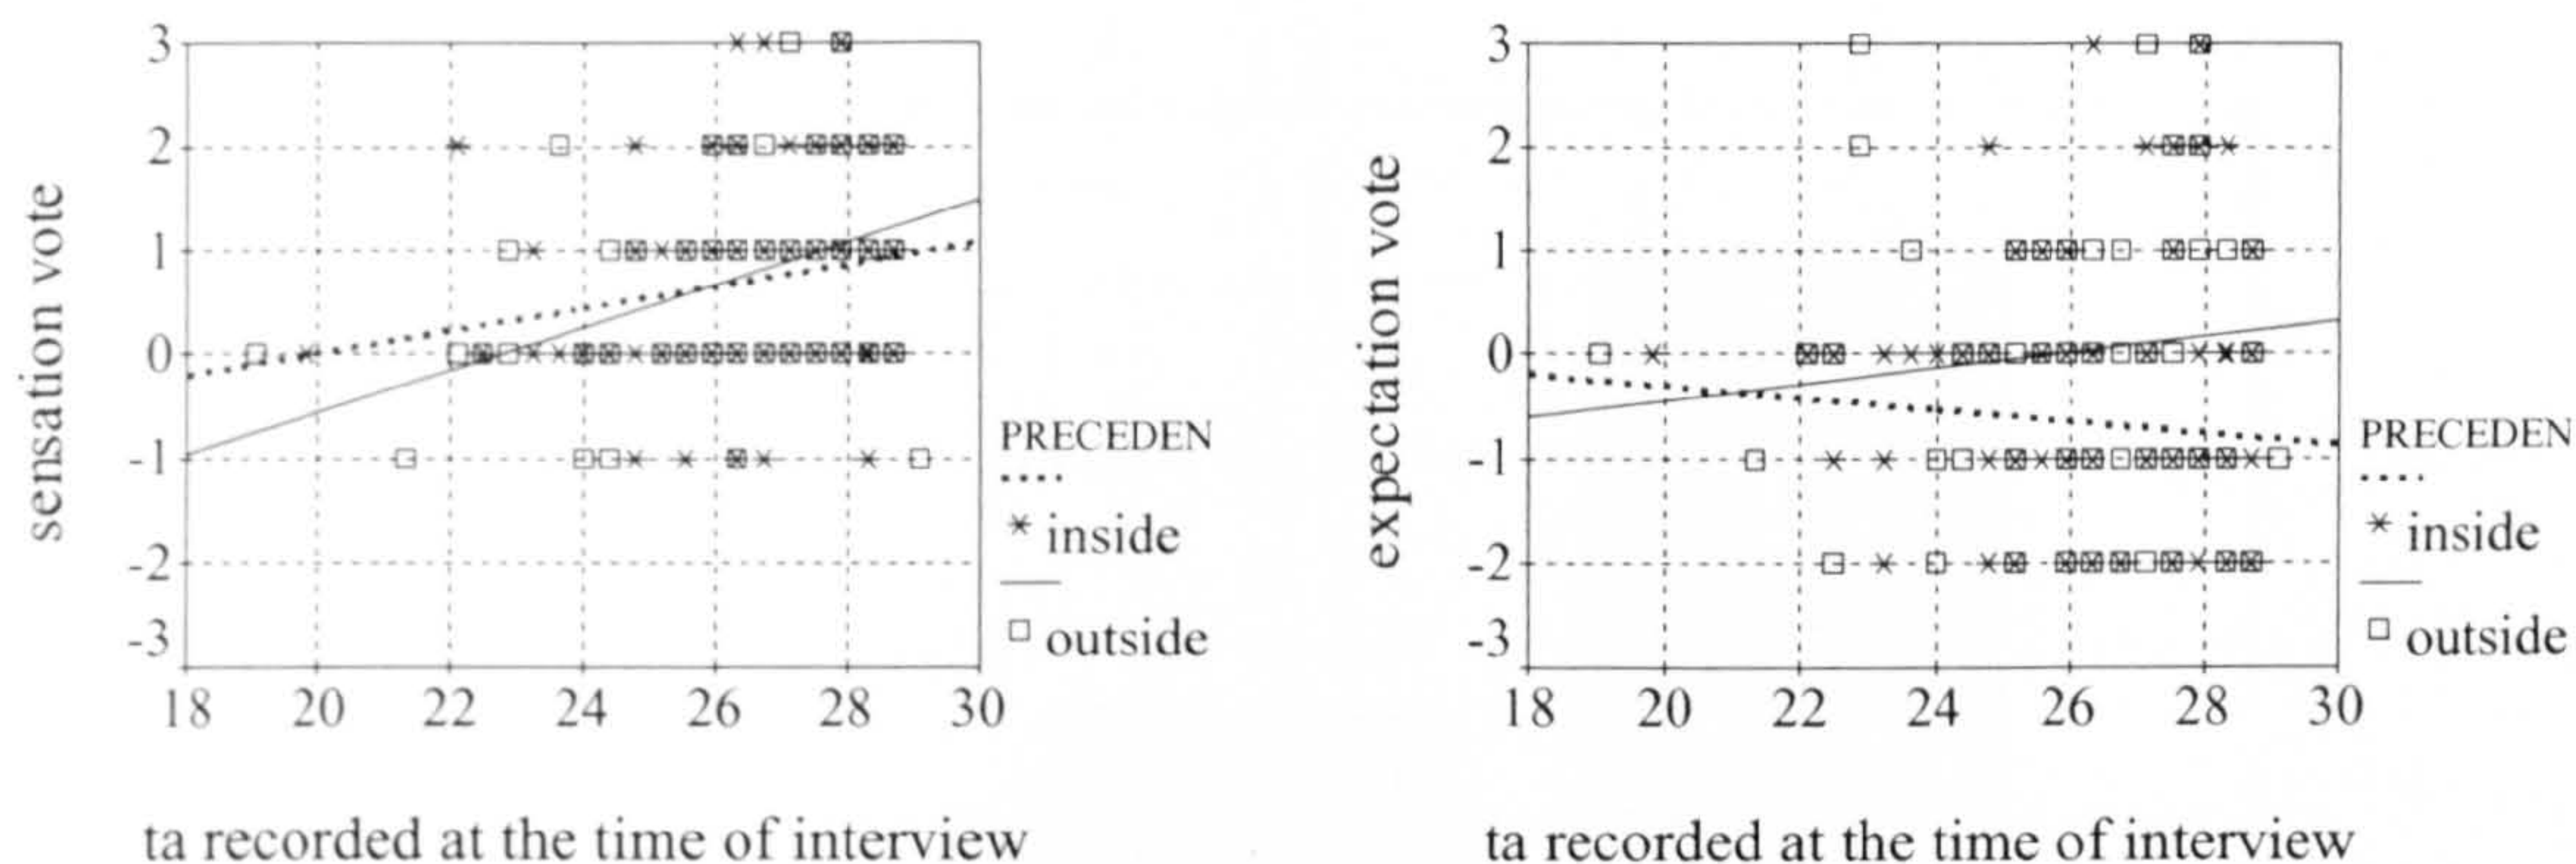 sensation vote
3
2
1
0
-1
-2
-3
18 20 22 24 26 28 30
ta recorded at the time of interview
PRECEDEN
inside
outside
expectation vote
3
2
1
0
-1
-2
-3
18 20 22 24 26 28 30
ta recorded at the time of interview
PRECEDEN
inside
outside